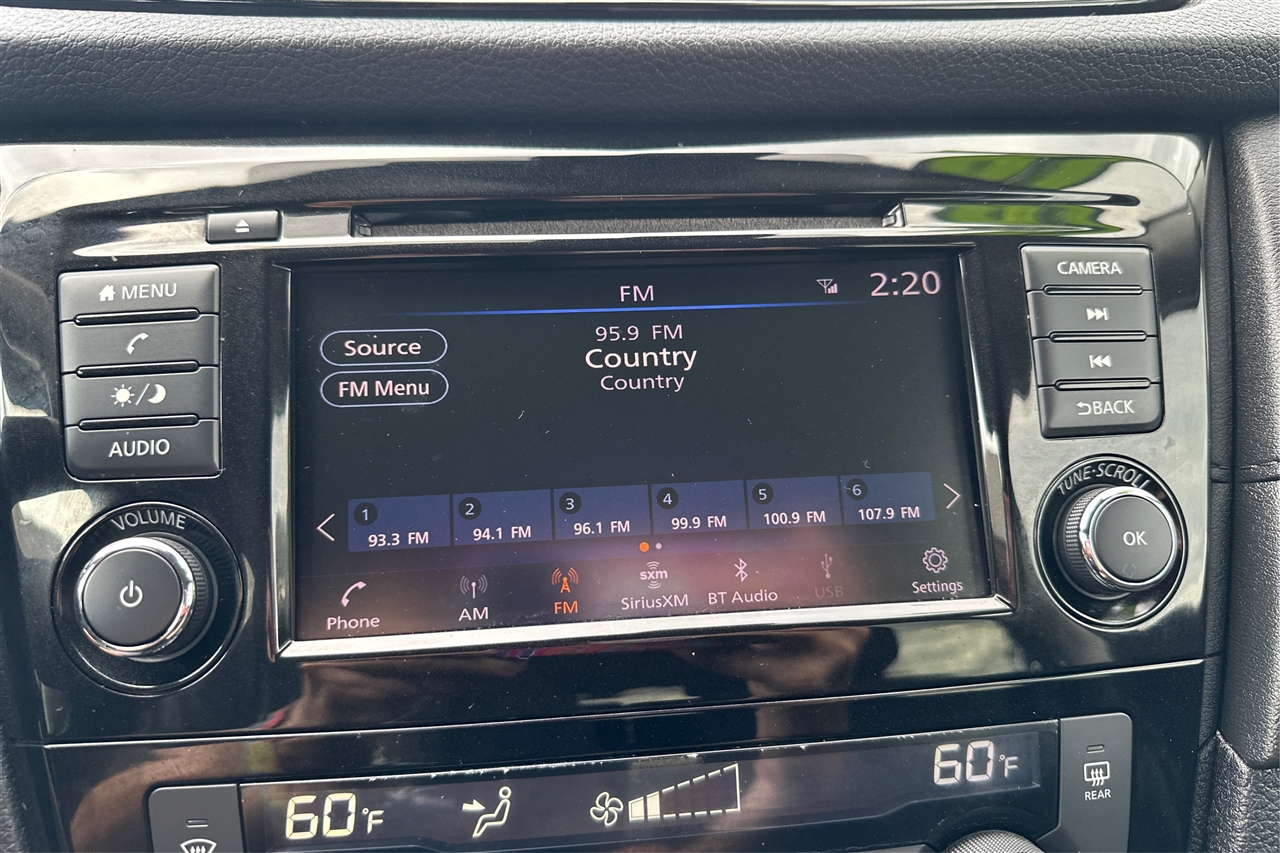 MENU
AUDIO
VOLUME
FM
2:20
Source
FM Menu
95.9 FM
Country
Country
1 93.3 FM
2 94.1 FM
3 96.1 FM
4 99.9 FM
5 100.9 FM
6 107.9 FM
Phone
AM
FM
sxm
SiriusXM
BT Audio
USB
Settings
CAMERA
BACK
TUNE·SCROLL
OK
60°F
60°F
REAR